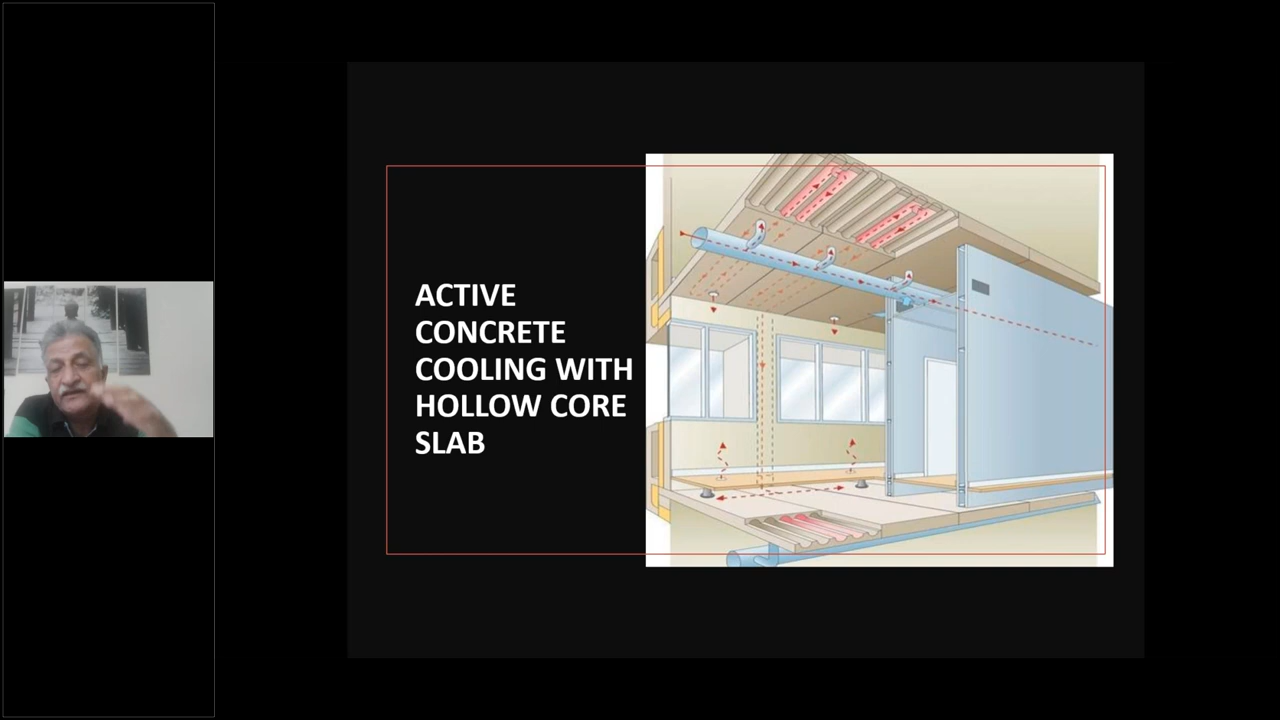 ACTIVE
CONCRETE
COOLING WITH
HOLLOW CORE
SLAB